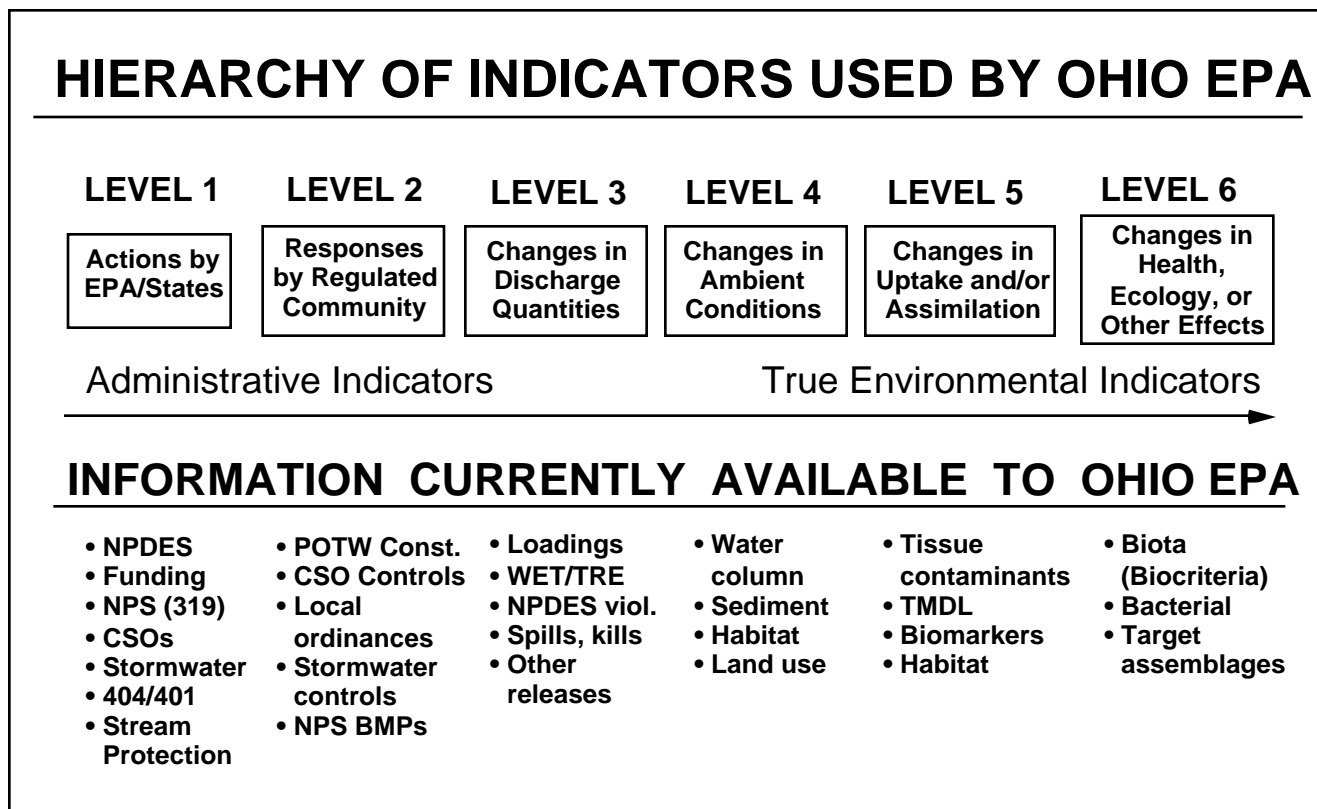 HIERARCHY OF INDICATORS USED BY OHIO EPA
LEVEL 1
Actions by
EPA/States
LEVEL 2
Responses
by Regulated
Community
LEVEL 3
Changes in
Discharge
Quantities
LEVEL 4
Changes in
Ambient
Conditions
LEVEL 5
Changes in
Uptake and/or
Assimilation
LEVEL 6
Changes in
Health,
Ecology, or
Other Effects
Administrative Indicators
True Environmental Indicators
INFORMATION CURRENTLY AVAILABLE TO OHIO EPA
• NPDES
• Funding
• NPS (319)
• CSOs
• Stormwater
• 404/401
• Stream
Protection
• POTW Const.
• CSO Controls
• Local
ordinances
• Stormwater
controls
• NPS BMPs
• Loadings
• WET/TRE
• NPDES viol.
• Spills, kills
• Other
releases
• Water
column
• Sediment
• Habitat
• Land use
• Tissue
contaminants
• TMDL
• Biomarkers
• Habitat
• Biota
(Biocriteria)
• Bacterial
• Target
assemblages